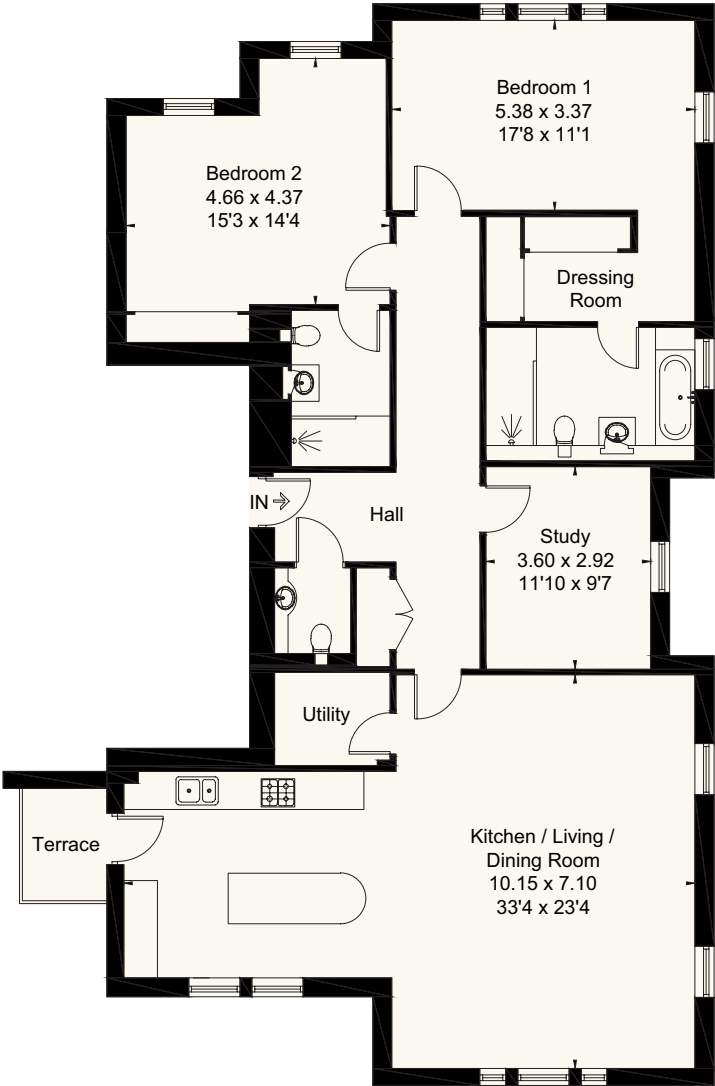 Bedroom 1
5.38 x 3.37
17'8 x 11'1
Bedroom 2
4.66 x 4.37
15'3 x 14'4
Dressing
Room
IN
Hall
Study
3.60 x 2.92
11'10 x 9'7
Utility
Terrace
Kitchen / Living /
Dining Room
10.15 x 7.10
33'4 x 23'4